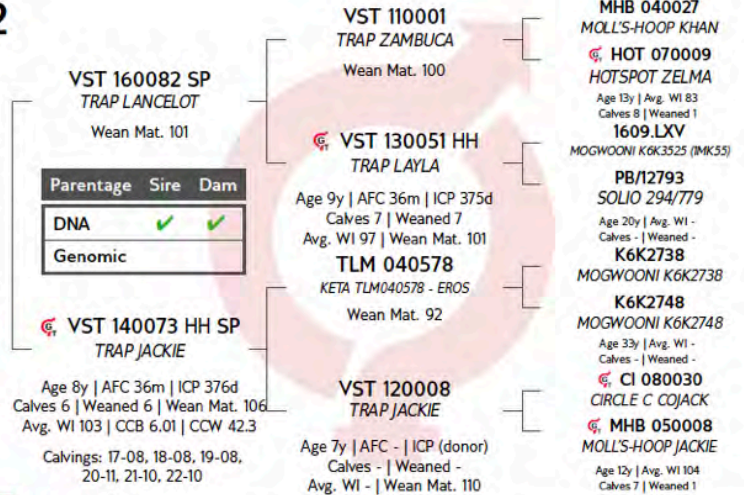 2
VST 160082 SP
TRAP LANCELOT
Wean Mat. 101
Parentage Sire Dam
DNA ✔ ✔
Genomic
VST 140073 HH SP
TRAP JACKIE
Age 8y | AFC 36m | ICP 376d
Calves 6 | Weaned 6 | Wean Mat. 106
Avg. WI 103 | CCB 6.01 | CCW 42.3
Calvings: 17-08, 18-08, 19-08,
20-11, 21-10, 22-10
VST 110001
TRAP ZAMBUCA
Wean Mat. 100
VST 130051 HH
TRAP LAYLA
Age 9y | AFC 36m | ICP 375d
Calves 7 | Weaned 7
Avg. WI 97 | Wean Mat. 101
TLM 040578
KETA TLM040578 - EROS
Wean Mat. 92
VST 120008
TRAP JACKIE
Age 7y | AFC - | ICP (donor)
Calves - | Weaned -
Avg. WI - | Wean Mat. 110
MHB 040027
MOLL'S-HOOP KHAN
HOT 070009
HOTSPOT ZELMA
Age 13y | Avg. WI 83
Calves 8 | Weaned 1
1609.LXV
MOGWOONI K6K3525 (1MK55)
PB/12793
SOLIO 294/779
Age 20y | Avg. WI -
Calves - | Weaned -
K6K2738
MOGWOONI K6K2738
K6K2748
MOGWOONI K6K2748
Age 33y | Avg. WI -
Calves - | Weaned -
CI 080030
CIRCLE C COJACK
MHB 050008
MOLL'S-HOOP JACKIE
Age 12y | Avg. WI 104
Calves 7 | Weaned 1